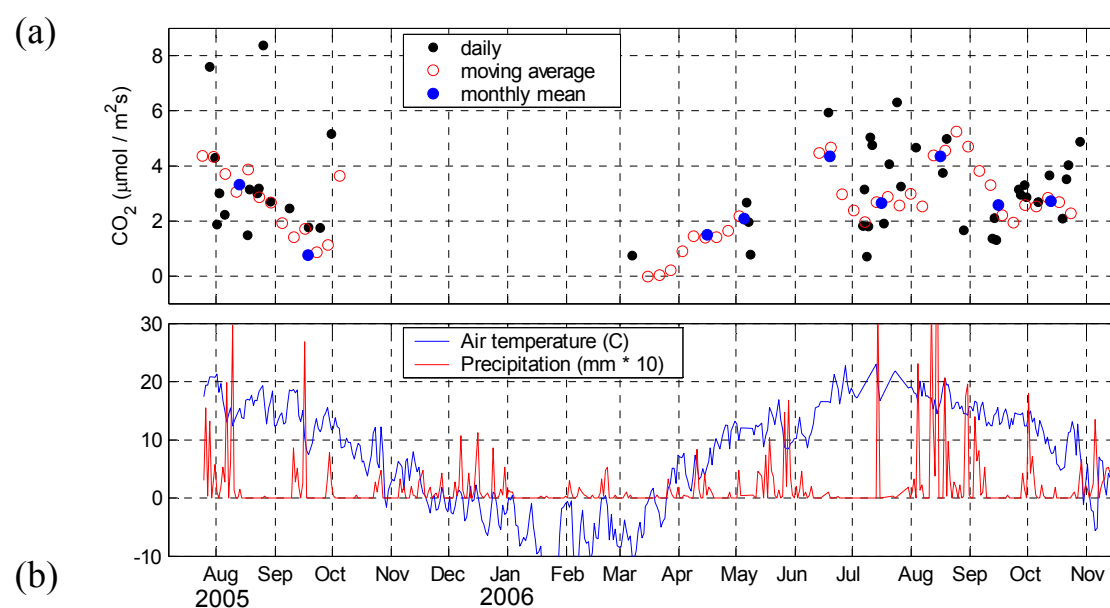 (a)
8
6
4
2
0
CO2 (μmol / m2s)
daily
moving average
monthly mean
30
20
10
0
-10
Air temperature (C)
Precipitation (mm * 10)
(b)
Aug Sep Oct Nov Dec Jan Feb Mar Apr May Jun Jul Aug Sep Oct Nov
2005 2006